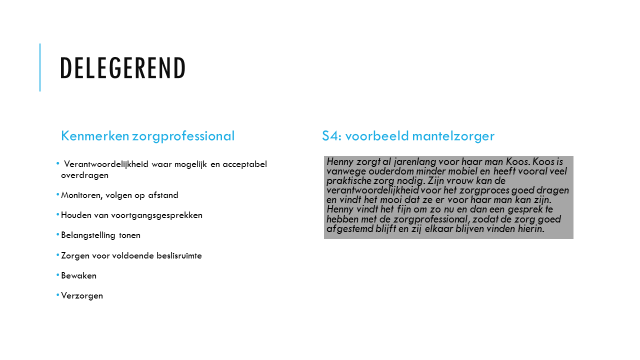 DELEGEREND
Kenmerken zorgprofessional
• Verantwoordelijkheid waar mogelijk en acceptabel
overdragen
• Monitoren, volgen op afstand
• Houden van voortgangsgesprekken
• Belangstelling tonen
• Zorgen voor voldoende beslisruimte
• Bewaken
• Verzorgen
S4: voorbeeld mantelzorger
Henny zorgt al jarenlang voor haar man Koos. Koos is
vanwege ouderdom minder mobiel en heeft vooral veel
praktische zorg nodig. Zijn vrouw kan de
verantwoordelijkheid voor het zorgproces goed dragen
en vindt het mooi dat ze er voor haar man kan zijn.
Henny vindt het fijn om zo nu en dan een gesprek te
hebben met de zorgprofessional, zodat de zorg goed
afgestemd blijft en zij elkaar blijven vinden hierin.